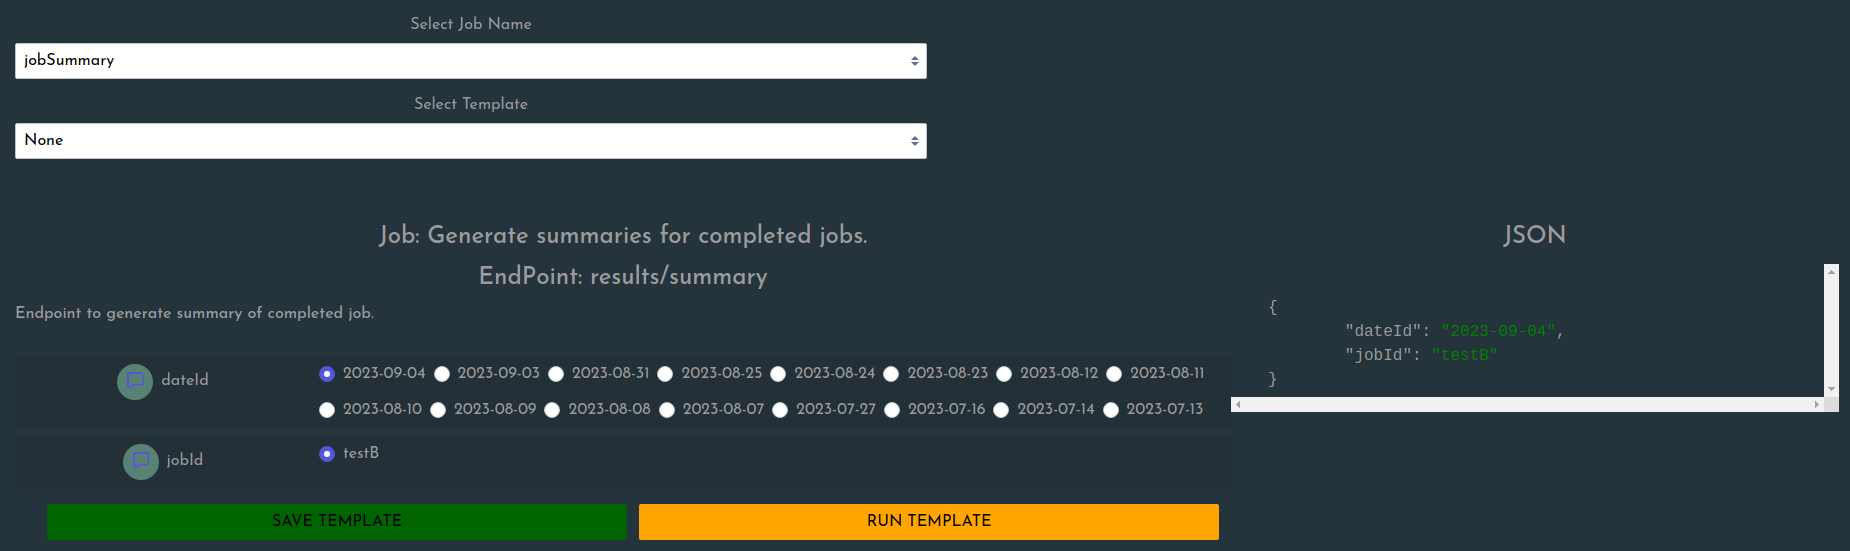 Select Job Name
jobSummary
Select Template
None
Job: Generate summaries for completed jobs.
EndPoint: results/summary
Endpoint to generate summary of completed job.
dateId
2023-09-04 2023-09-03 2023-08-31 2023-08-25 2023-08-24 2023-08-23 2023-08-12 2023-08-11
2023-08-10 2023-08-09 2023-08-08 2023-08-07 2023-07-27 2023-07-16 2023-07-14 2023-07-13
jobId
testB
SAVE TEMPLATE
RUN TEMPLATE
JSON
{
"dateId": "2023-09-04",
"jobId": "testB"
}